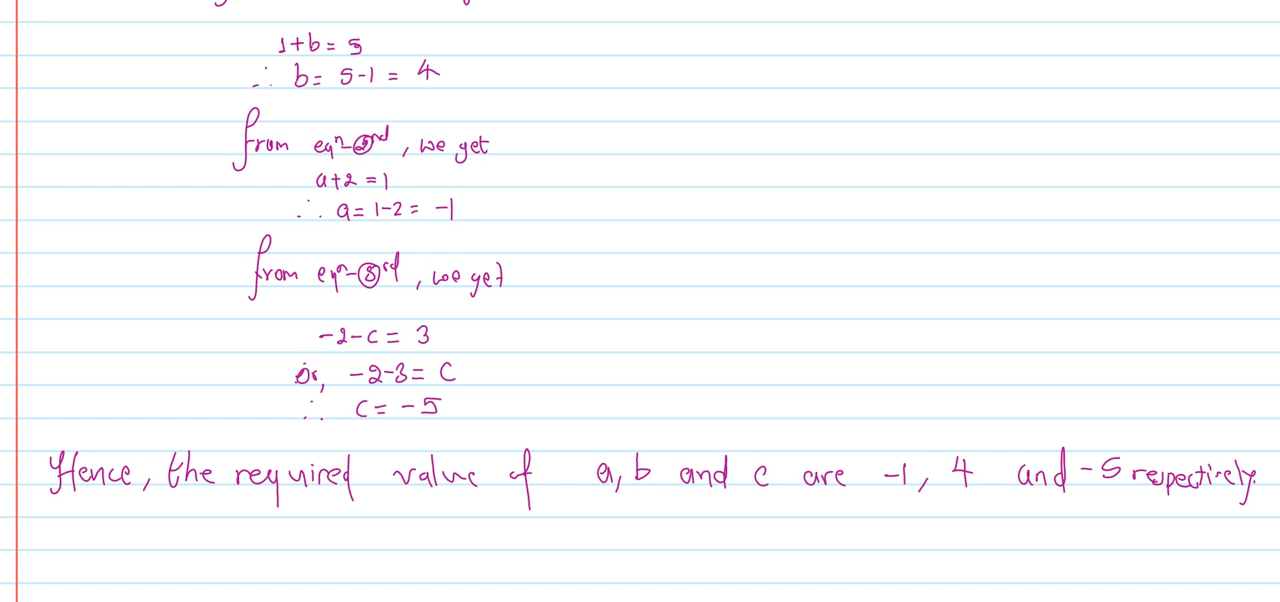 1+b = 5
∴ b = 5-1 = 4
from eqⁿ-②nd, we get
a+2 = 1
∴ a = 1-2 = -1
from eqⁿ-③rd, we get
-2-c = 3
or, -2-3 = c
∴ c = -5
Hence, the required value of a, b and c are -1, 4 and -5 respectively.